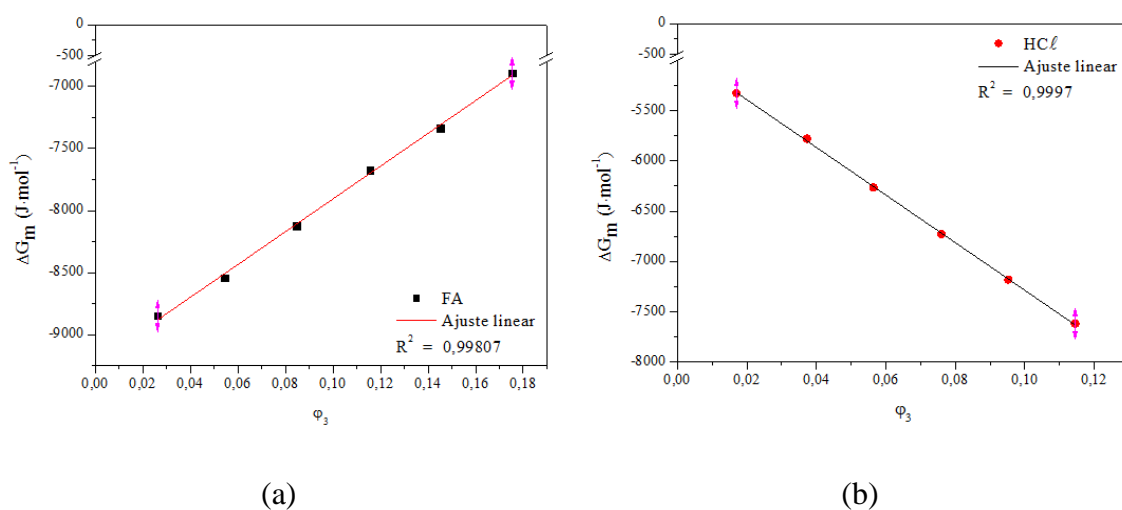 0
-500
-7000
-7500
-8000
-8500
-9000
ΔG_m (J·mol⁻¹)
FA
Ajuste linear
R² = 0,99807
0,00 0,02 0,04 0,06 0,08 0,10 0,12 0,14 0,16 0,18
φ₃
(a)
0
-500
-5500
-6000
-6500
-7000
-7500
-8000
ΔG_m (J·mol⁻¹)
HCℓ
Ajuste linear
R² = 0,9997
0,00 0,02 0,04 0,06 0,08 0,10 0,12
φ₃
(b)